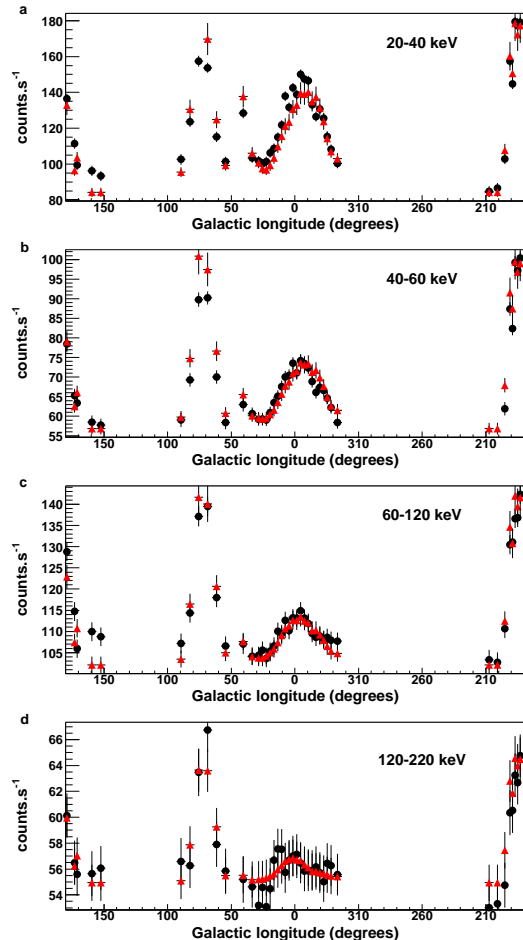 a
20-40 keV
counts.s⁻¹
180
160
140
120
100
80
150 100 50 0 310 260 210
Galactic longitude (degrees)
b
40-60 keV
counts.s⁻¹
100
95
90
85
80
75
70
65
60
55
150 100 50 0 310 260 210
Galactic longitude (degrees)
c
60-120 keV
counts.s⁻¹
140
135
130
125
120
115
110
105
150 100 50 0 310 260 210
Galactic longitude (degrees)
d
120-220 keV
counts.s⁻¹
66
64
62
60
58
56
54
150 100 50 0 310 260 210
Galactic longitude (degrees)